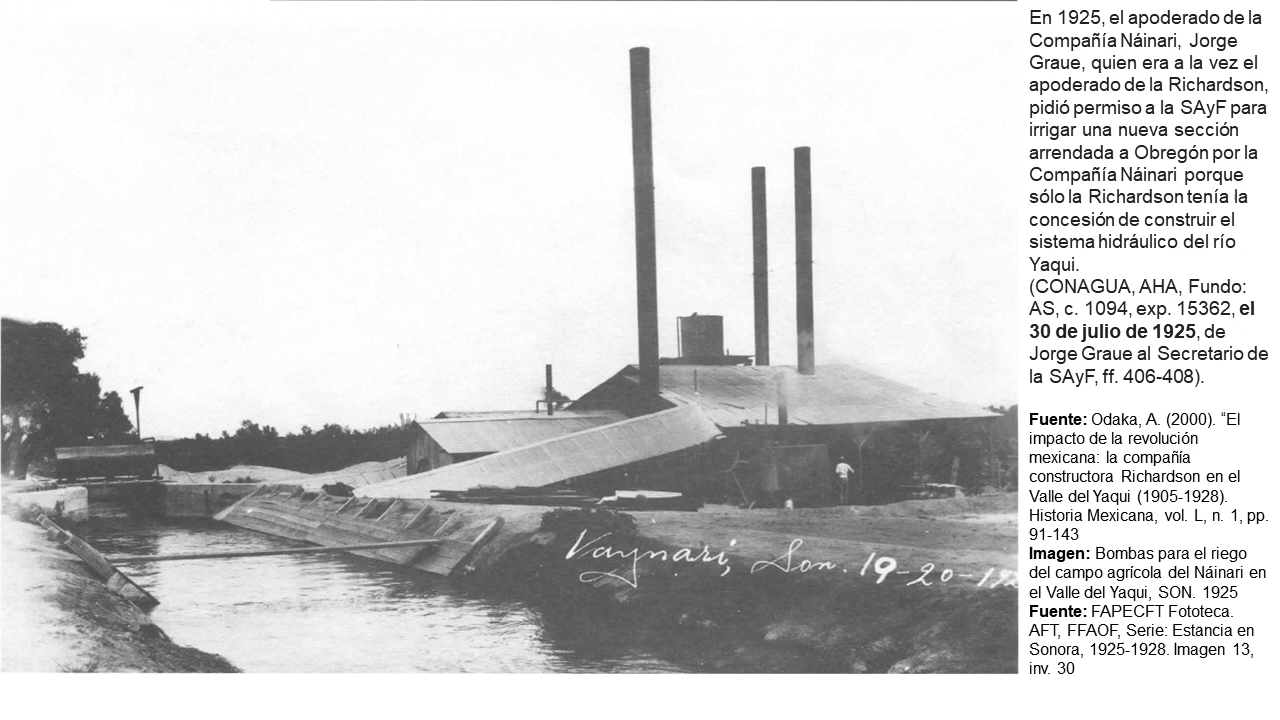 En 1925, el apoderado de la
Compañía Náinari, Jorge
Graue, quien era a la vez el
apoderado de la Richardson,
pidió permiso a la SAyF para
irrigar una nueva sección
arrendada a Obregón por la
Compañía Náinari porque
sólo la Richardson tenía la
concesión de construir el
sistema hidráulico del río
Yaqui.
(CONAGUA, AHA, Fundo:
AS, c. 1094, exp. 15362, el
30 de julio de 1925, de
Jorge Graue al Secretario de
la SAyF, ff. 406-408).
Fuente: Odaka, A. (2000). “El
impacto de la revolución
mexicana: la compañía
constructora Richardson en el
Valle del Yaqui (1905-1928).
Historia Mexicana, vol. L, n. 1, pp.
91-143
Imagen: Bombas para el riego
del campo agrícola del Náinari en
el Valle del Yaqui, SON. 1925
Fuente: FAPECFT Fototeca.
AFT, FFAOF, Serie: Estancia en
Sonora, 1925-1928. Imagen 13,
inv. 30
Vaynari, Son. 19-20-19